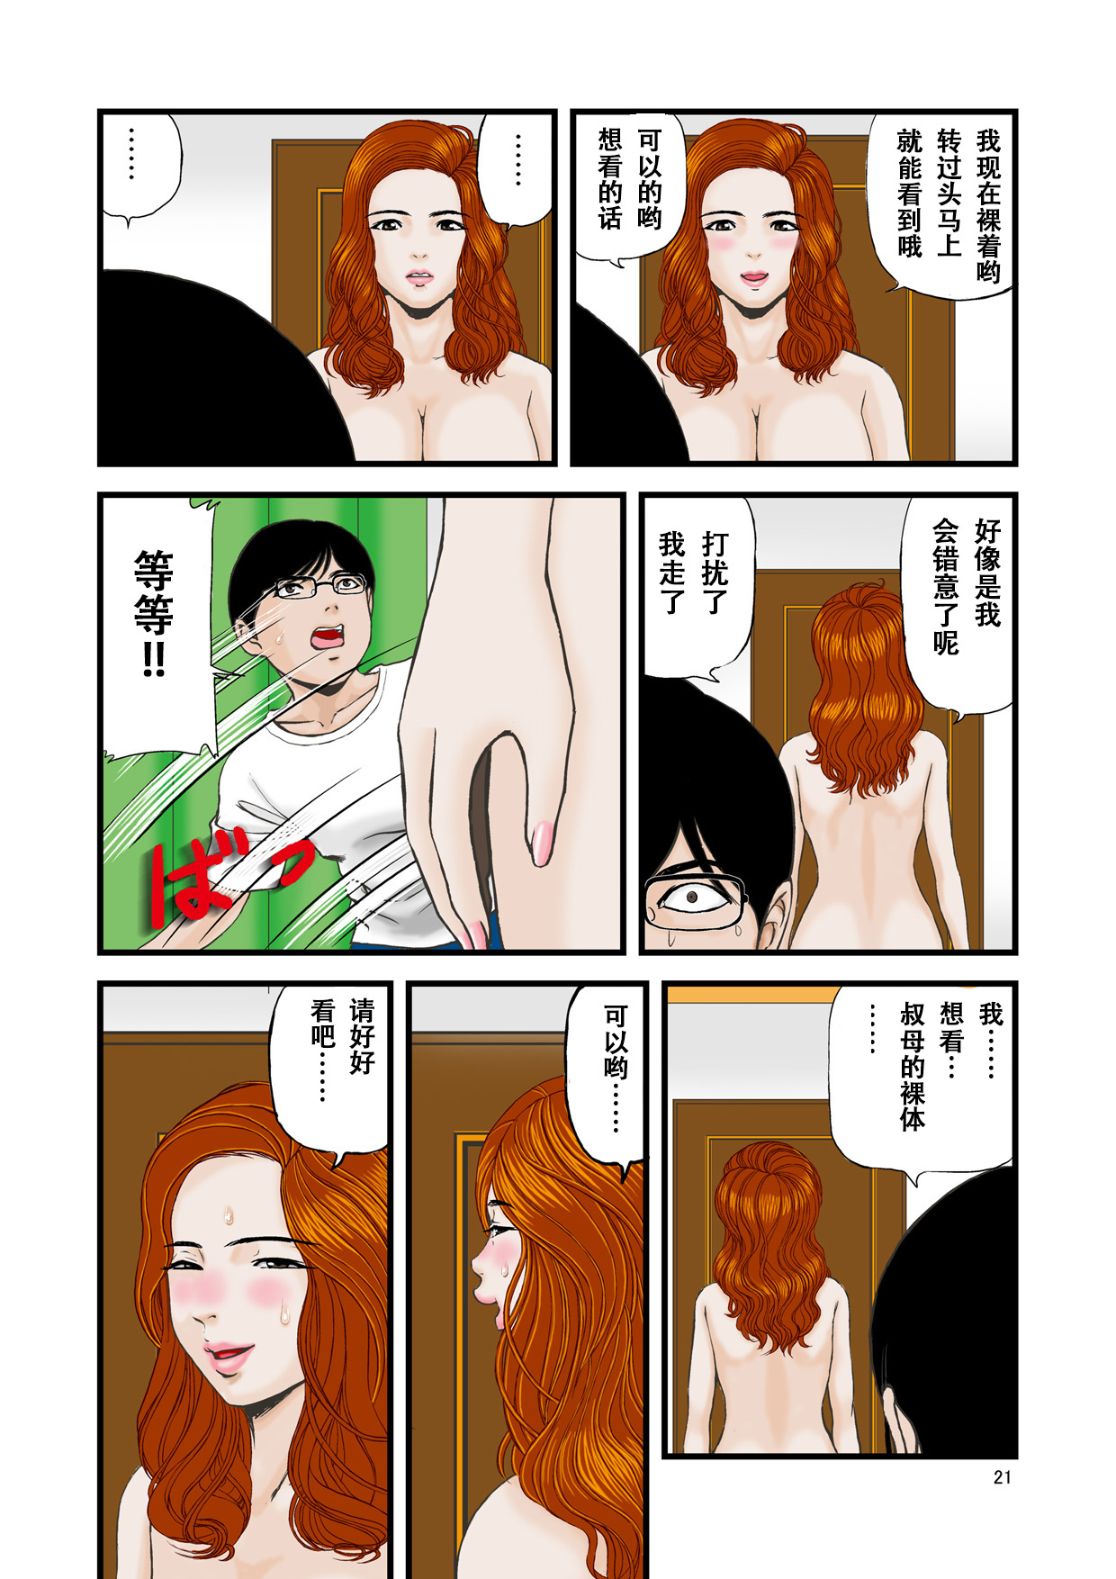 我现在裸着哟
转过头马上
就能看到哦
可以的哟
想看的话
……
……
好像是我
会错意了呢
打扰了
我走了
等等!!
ばっ
我……
想看…
叔母的裸体
……
可以哟……
请好好
看吧……
21